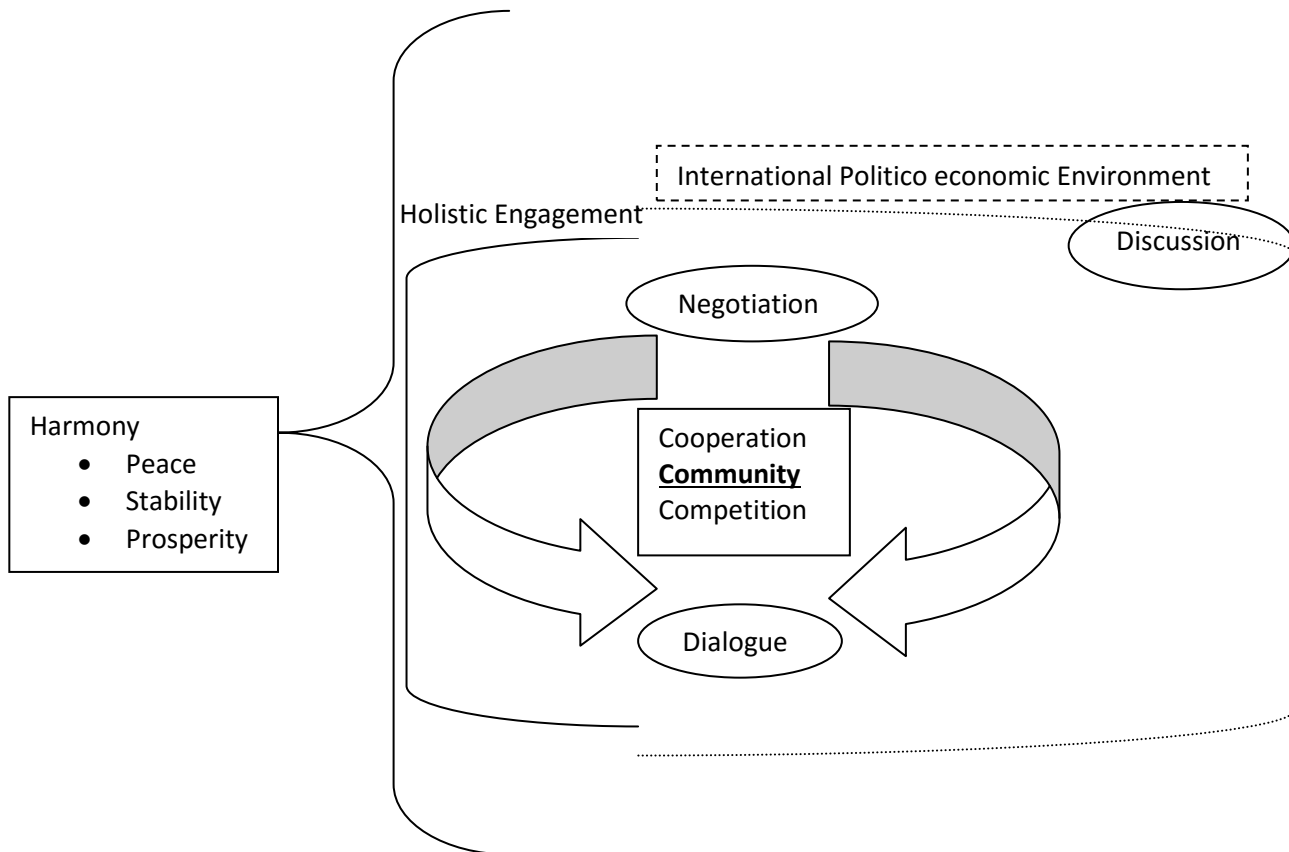 International Politico economic Environment
Holistic Engagement
Discussion
Negotiation
Harmony
• Peace
• Stability
• Prosperity
Cooperation
Community
Competition
Dialogue